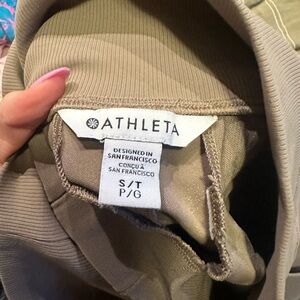 ATHLETA
DESIGNED IN
SAN FRANCISCO
CONÇU À
SAN FRANCISCO
S/T
P/G